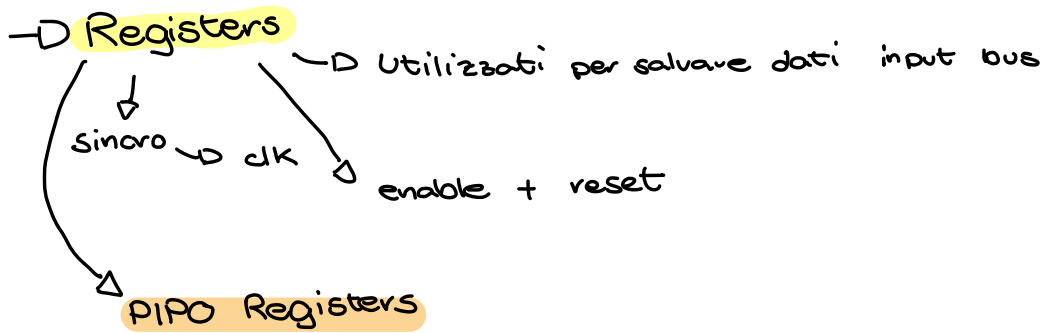 Registers
Utilizzati per salvare dati input bus
sincro clk
enable + reset
PIPO Registers